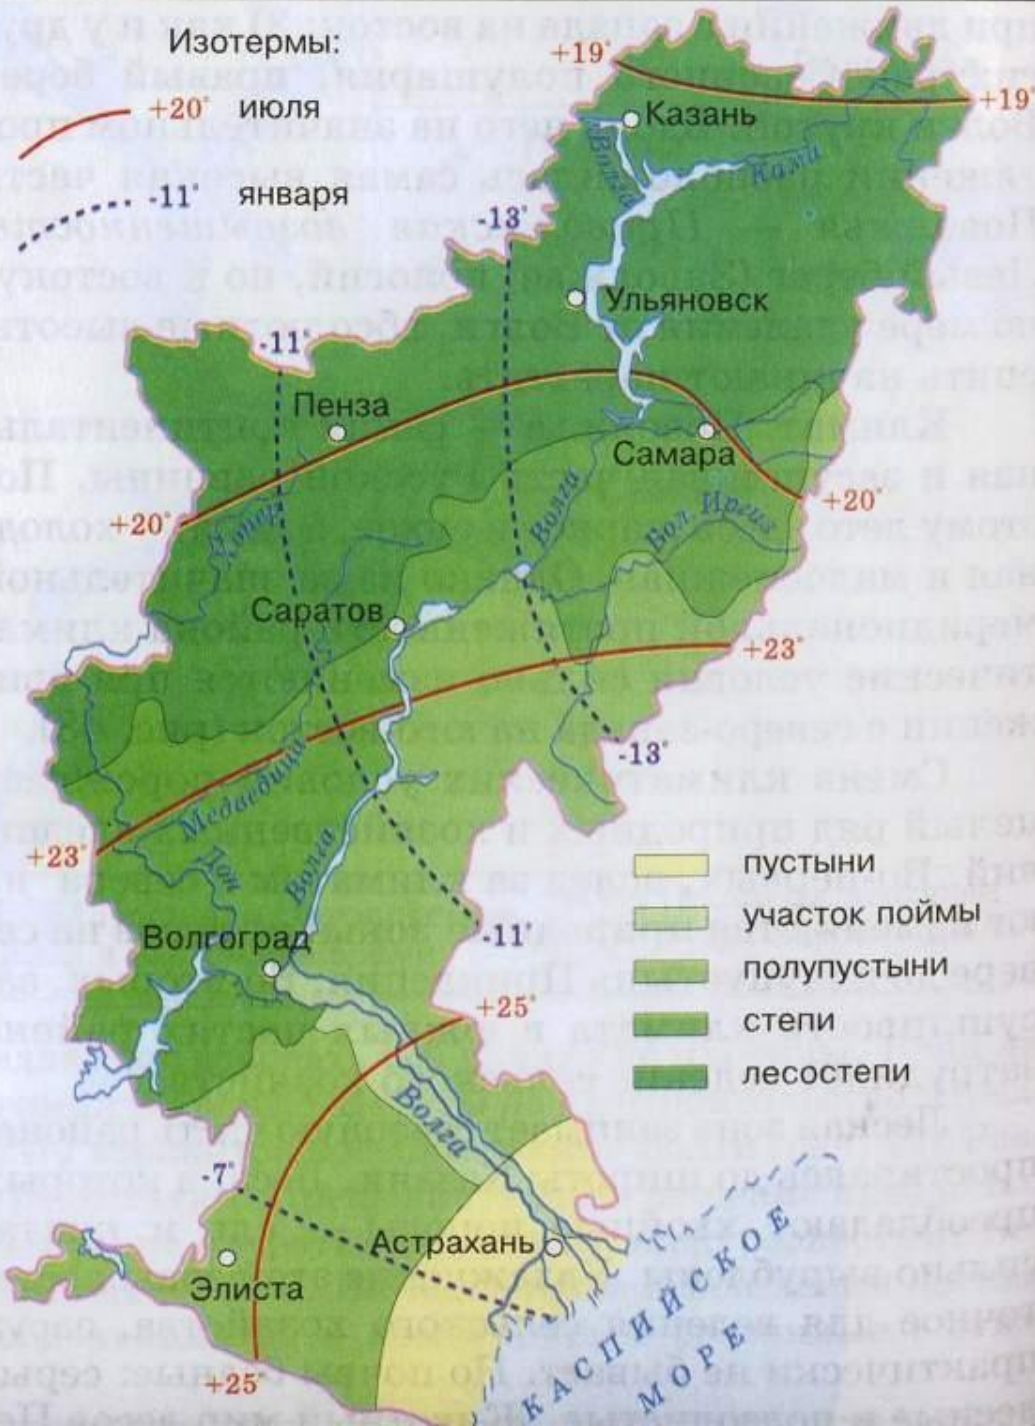 Изотермы:
+20° июля
-11° января
+19°
+19°
Казань
Волга
Кама
-13°
Ульяновск
-11°
Пенза
Самара
+20°
+20°
Хопер
Волга
Бол. Иргиз
Саратов
+23°
-13°
Медведица
+23°
Дон
Волга
Волгоград
-11°
+25°
пустыни
участок поймы
полупустыни
степи
лесостепи
Волга
-7°
Астрахань
Элиста
+25°
КАСПИЙСКОЕ
МОРЕ